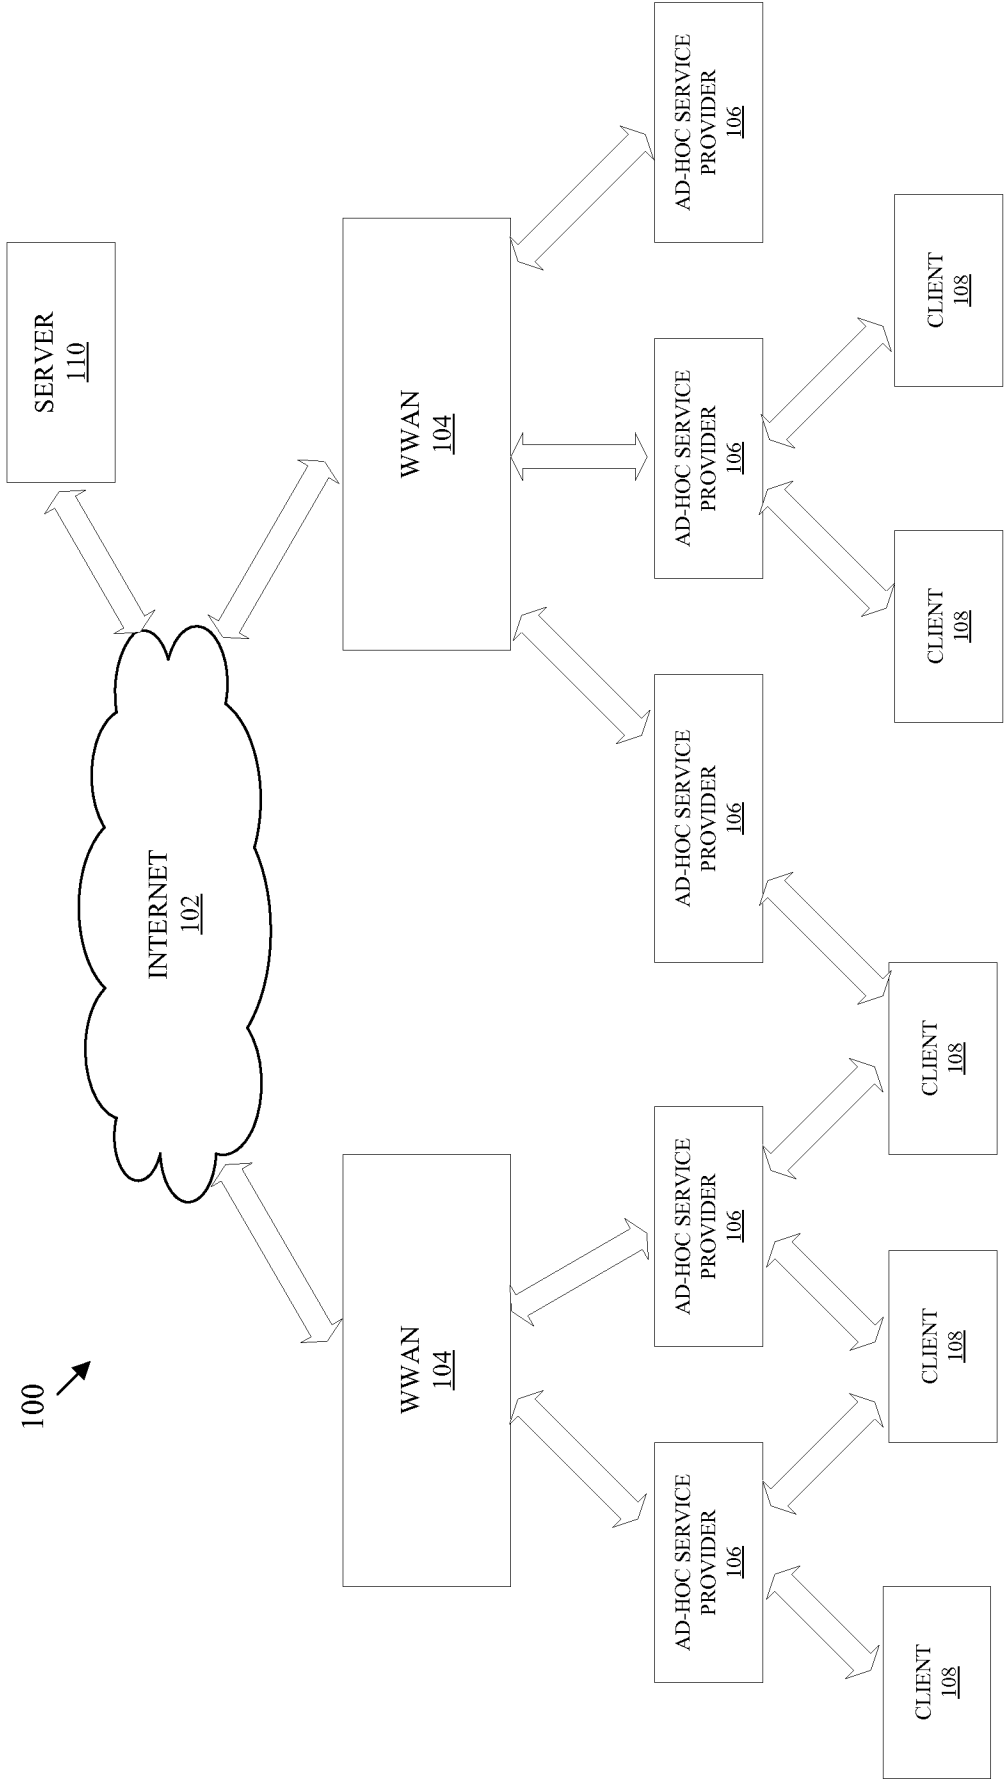 100
SERVER
110
INTERNET
102
WWAN
104
WWAN
104
AD-HOC SERVICE
PROVIDER
106
AD-HOC SERVICE
PROVIDER
106
AD-HOC SERVICE
PROVIDER
106
AD-HOC SERVICE
PROVIDER
106
AD-HOC SERVICE
PROVIDER
106
CLIENT
108
CLIENT
108
CLIENT
108
CLIENT
108
CLIENT
108